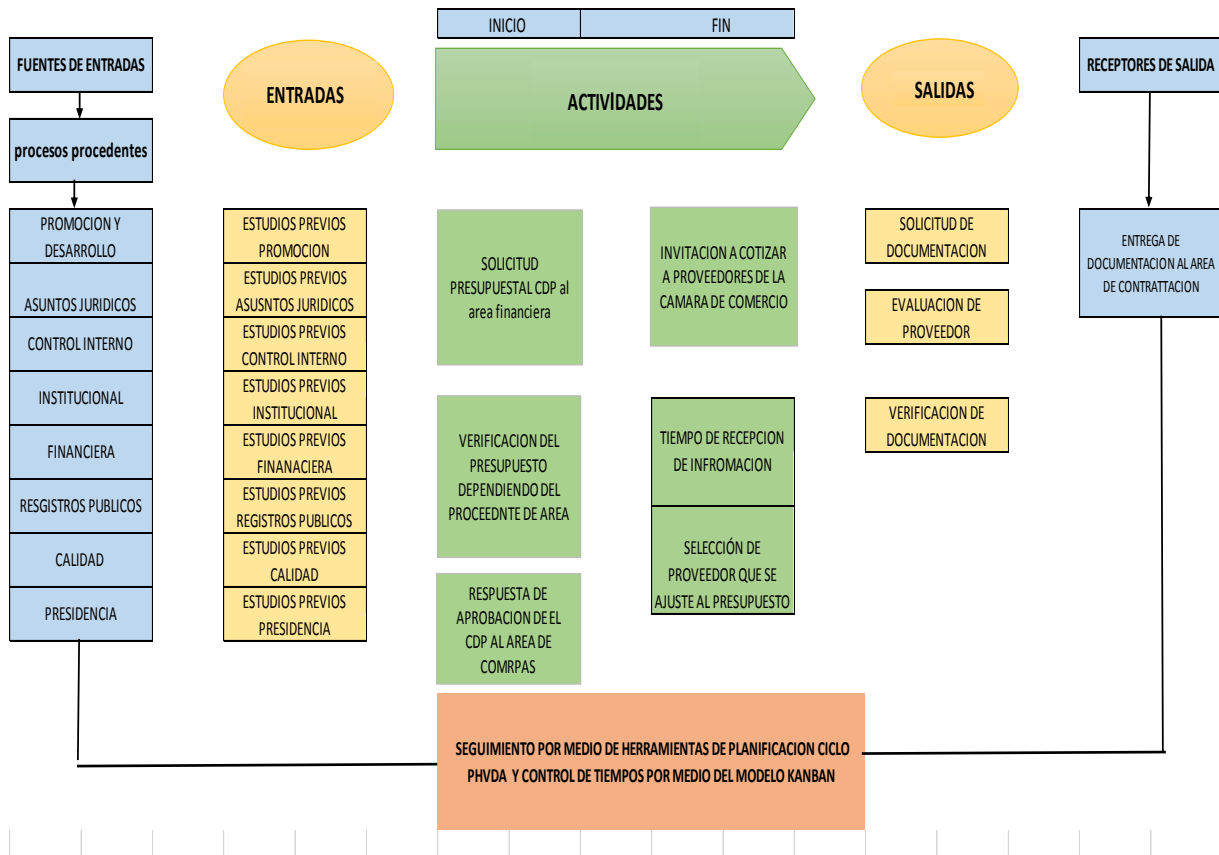 INICIO
FIN
FUENTES DE ENTRADAS
ENTRADAS
ACTIVÍDADES
SALIDAS
RECEPTORES DE SALIDA
procesos procedentes
PROMOCION Y
DESARROLLO
ASUNTOS JURIDICOS
CONTROL INTERNO
INSTITUCIONAL
FINANCIERA
RESGISTROS PUBLICOS
CALIDAD
PRESIDENCIA
ESTUDIOS PREVIOS
PROMOCION
ESTUDIOS PREVIOS
ASUSNTOS JURIDICOS
ESTUDIOS PREVIOS
CONTROL INTERNO
ESTUDIOS PREVIOS
INSTITUCIONAL
ESTUDIOS PREVIOS
FINANACIERA
ESTUDIOS PREVIOS
REGISTROS PUBLICOS
ESTUDIOS PREVIOS
CALIDAD
ESTUDIOS PREVIOS
PRESIDENCIA
SOLICITUD
PRESUPUESTAL CDP al
area financiera
VERIFICACION DEL
PRESUPUESTO
DEPENDIENDO DEL
PROCEEDNTE DE AREA
RESPUESTA DE
APROBACION DE EL
CDP AL AREA DE
COMRPAS
INVITACION A COTIZAR
A PROVEEDORES DE LA
CAMARA DE COMERCIO
TIEMPO DE RECEPCION
DE INFROMACION
SELECCIÓN DE
PROVEEDOR QUE SE
AJUSTE AL PRESUPUESTO
SOLICITUD DE
DOCUMENTACION
EVALUACION DE
PROVEEDOR
VERIFICACION DE
DOCUMENTACION
ENTREGA DE
DOCUMENTACION AL AREA
DE CONTRATTACION
SEGUIMIENTO POR MEDIO DE HERRAMIENTAS DE PLANIFICACION CICLO
PHVDA Y CONTROL DE TIEMPOS POR MEDIO DEL MODELO KANBAN